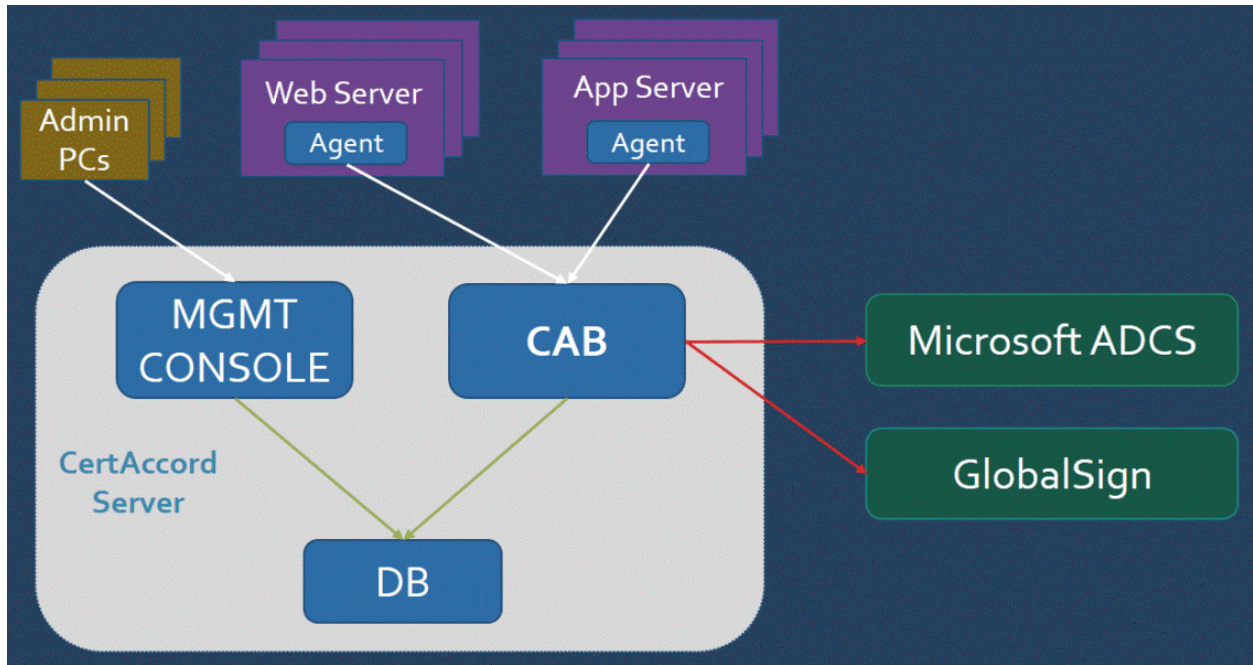 Admin
PCs
Web Server
Agent
App Server
Agent
MGMT
CONSOLE
CAB
Microsoft ADCS
GlobalSign
CertAccord
Server
DB